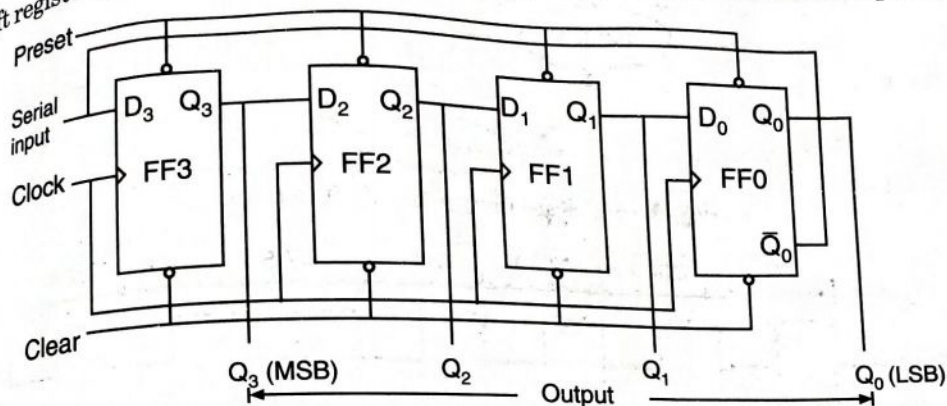 Preset
Serial
input
Clock
Clear
D₃ Q₃
FF3
D₂ Q₂
FF2
D₁ Q₁
FF1
D₀ Q₀
FF0
Q̅₀
Q₃ (MSB)
Q₂
Q₁
Q₀ (LSB)
Output